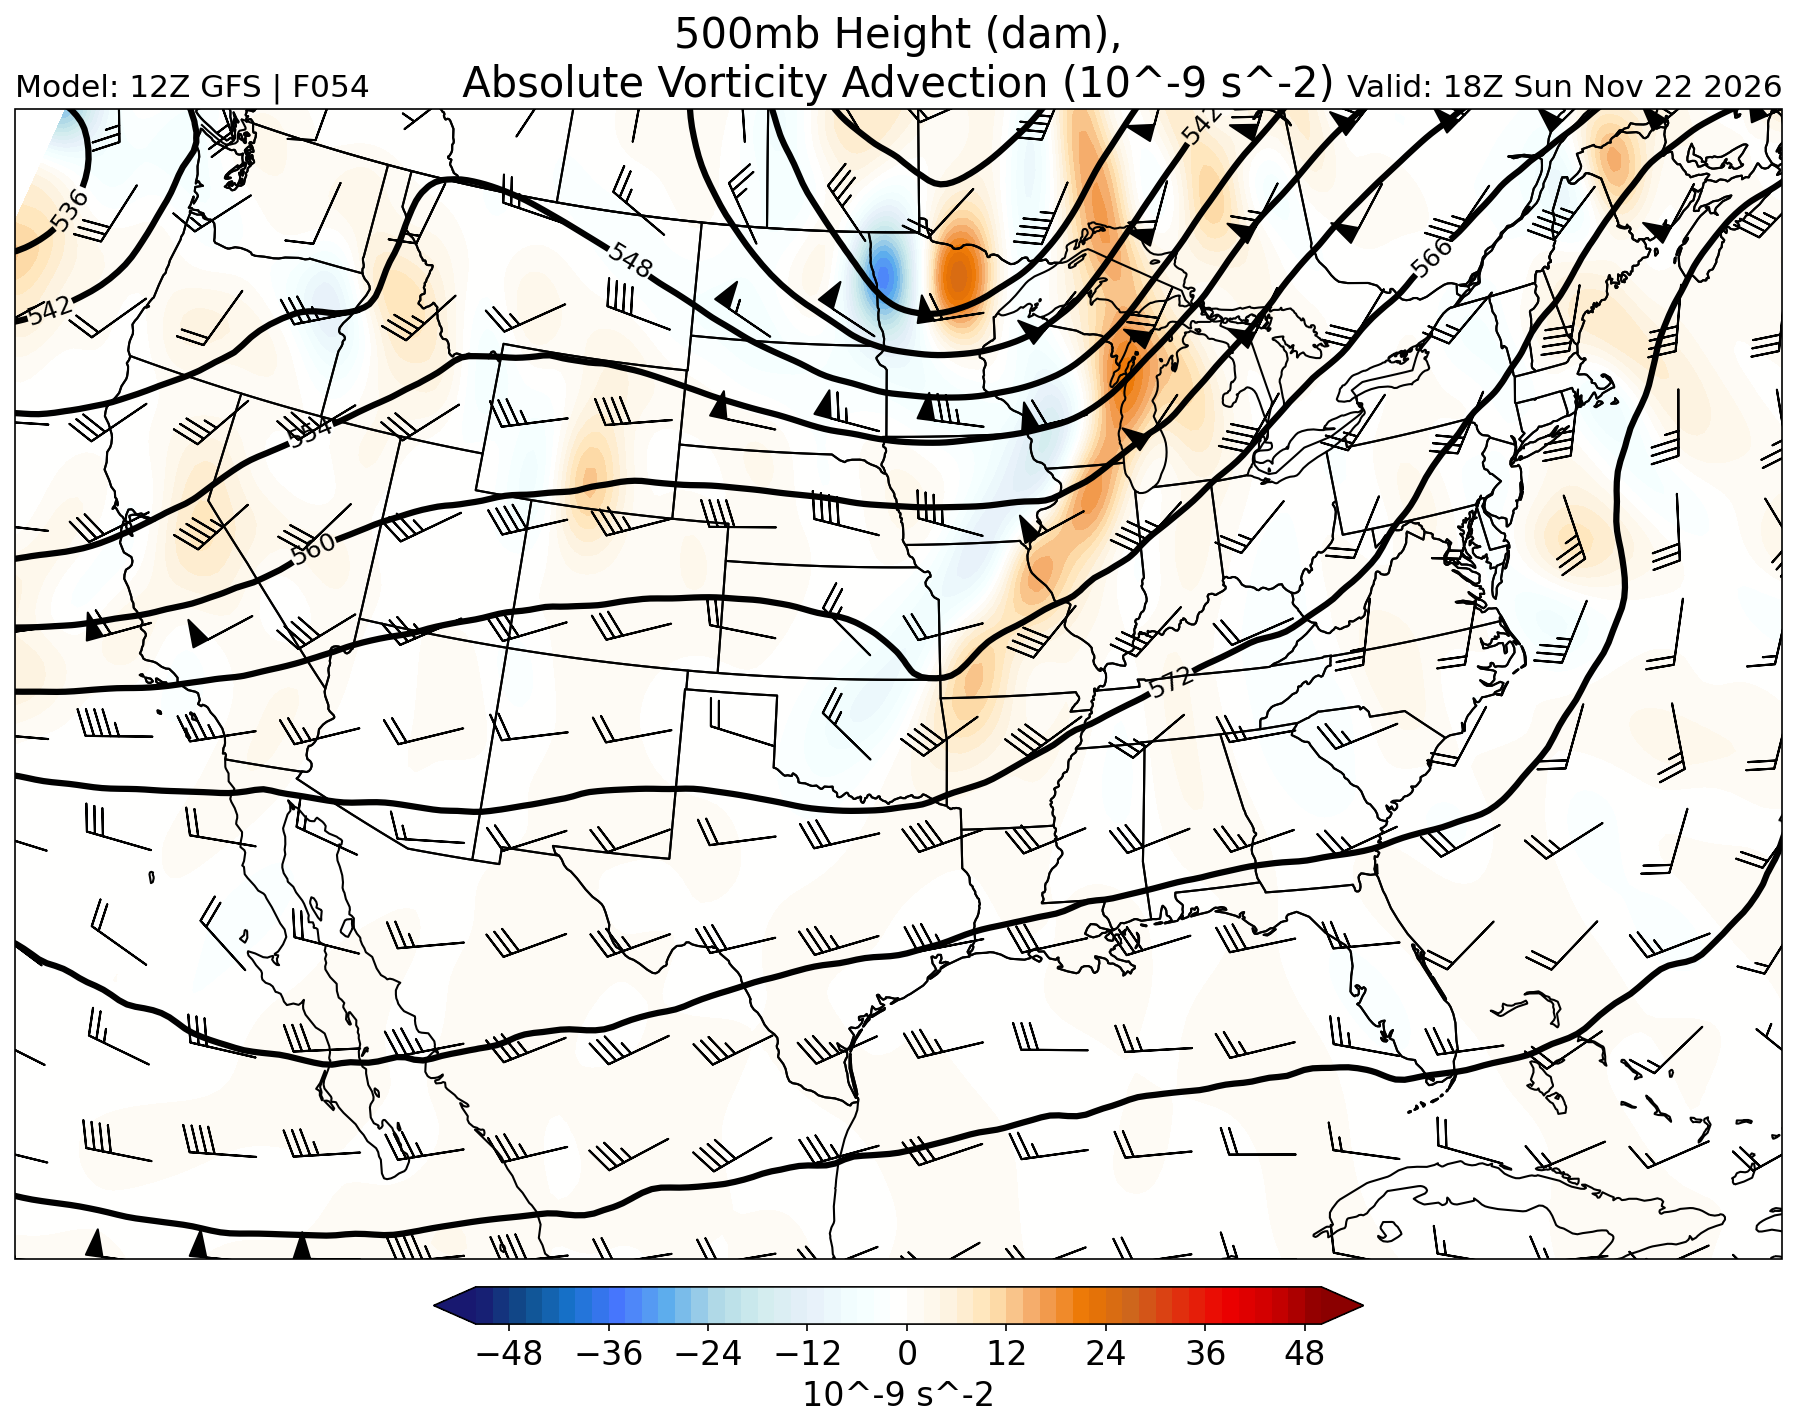 500mb Height (dam),
Model: 12Z GFS | F054
Absolute Vorticity Advection (10^-9 s^-2)
Valid: 18Z Sun Nov 22 2026
542
536
548
566
542
554
560
572
−48 −36 −24 −12 0 12 24 36 48
10^-9 s^-2